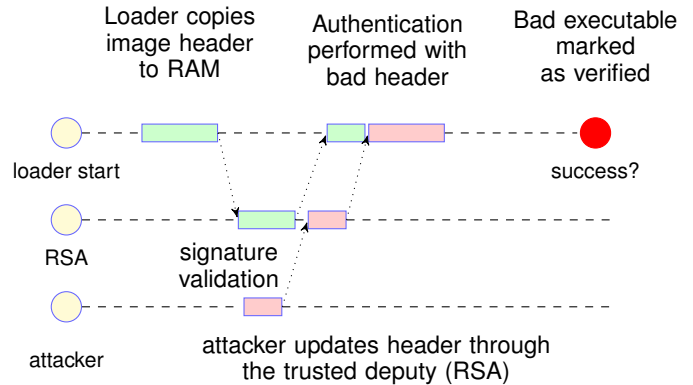 Loader copies
image header
to RAM
Authentication
performed with
bad header
Bad executable
marked
as verified
loader start
success?
RSA
signature
validation
attacker
attacker updates header through
the trusted deputy (RSA)